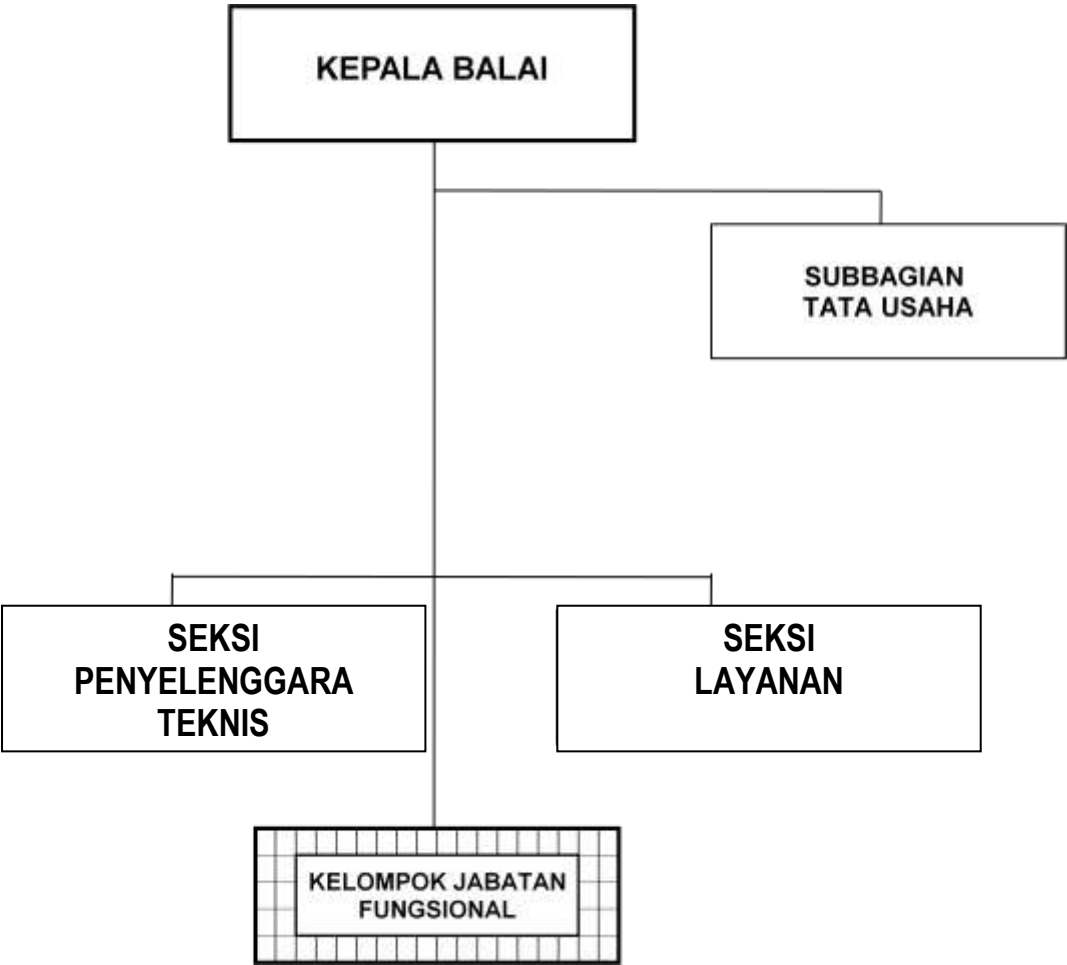 KEPALA BALAI
SUBBAGIAN
TATA USAHA
SEKSI
PENYELENGGARA
TEKNIS
SEKSI
LAYANAN
KELOMPOK JABATAN
FUNGSIONAL